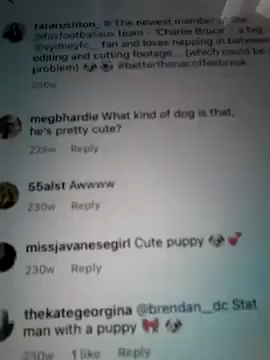 tararushton_ The newest member of the
@foxfootballaus team - 'Charlie Bruce' - a big
@sydneyfc_ fan and loves napping in between
editing and cutting footage... (which could be a
problem) 🐶 🐶 #betterthanacoffeebreak
230w
megbhardie What kind of dog is that,
he's pretty cute?
228w Reply
55alst Awwww
230w Reply
missjavanesegirl Cute puppy 🐶💕
230w Reply
thekategeorgina @brendan__dc Stat
man with a puppy 🎀 🐶
230w 1 like Reply